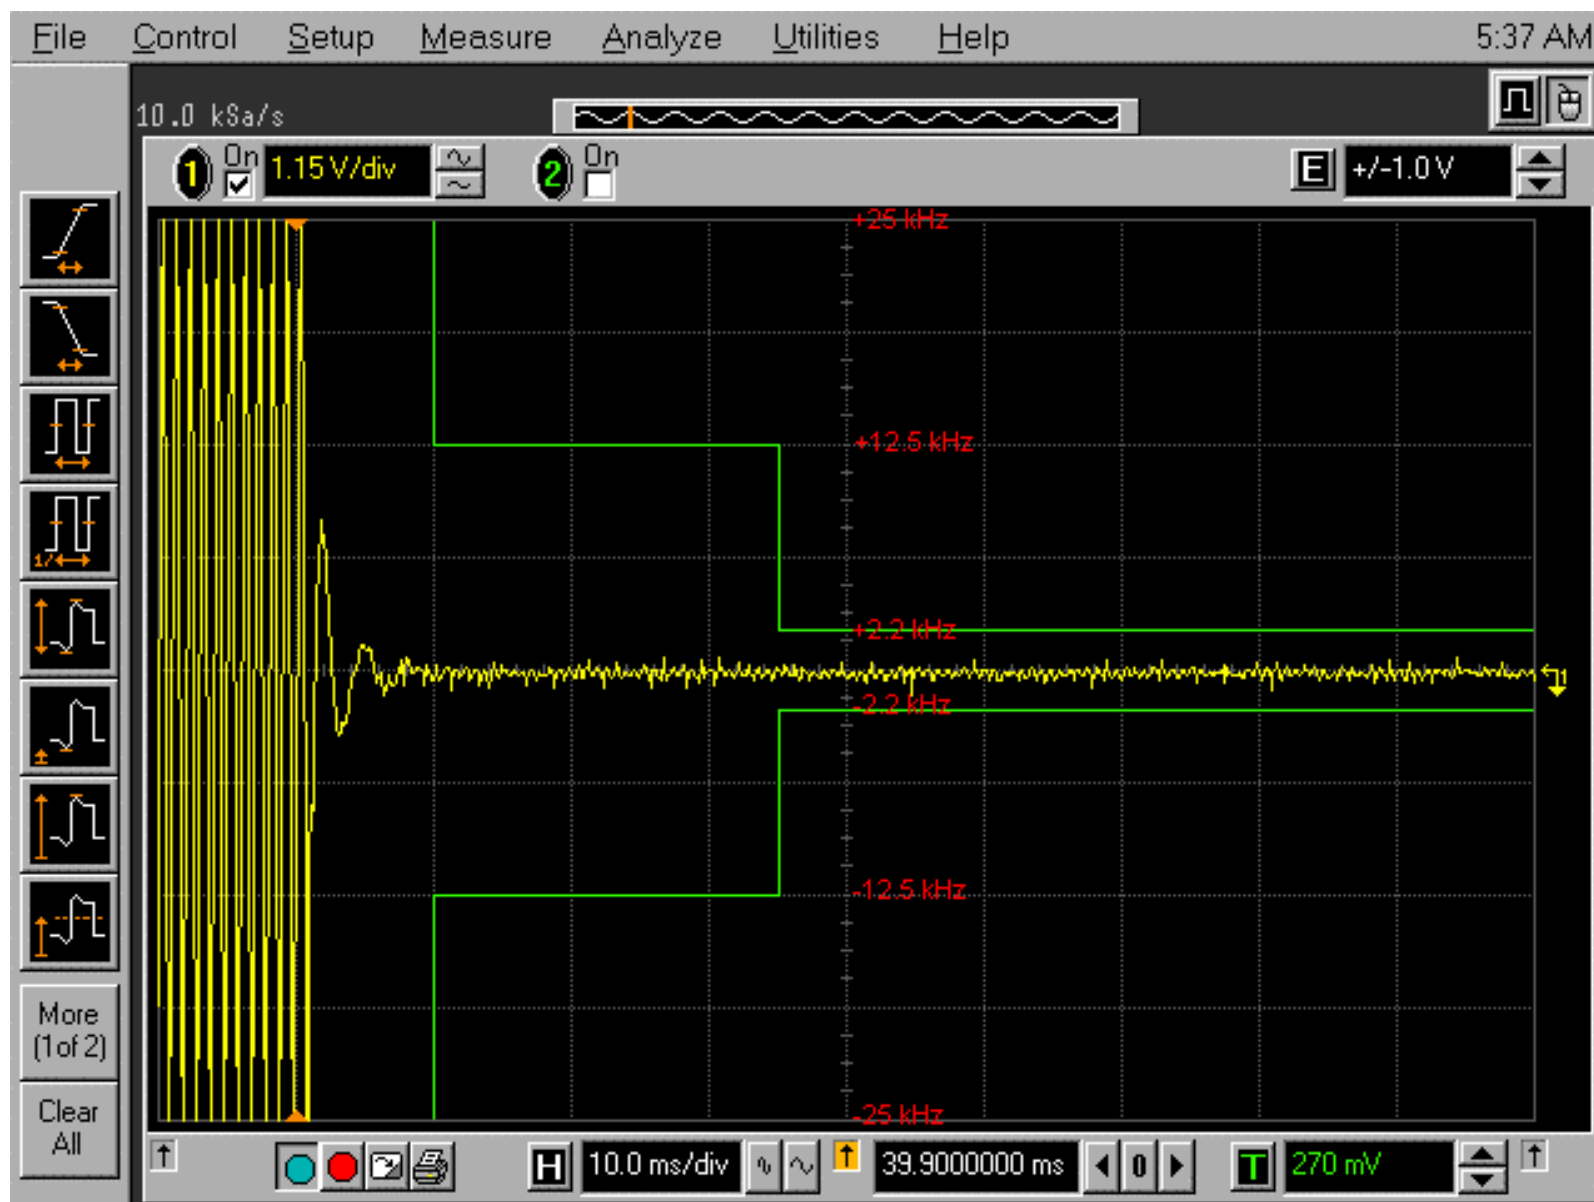 File Control Setup Measure Analyze Utilities Help 5:37 AM
10.0 kSa/s
1 On 1.15 V/div 2 On E +/-1.0 V
+25 kHz
+12.5 kHz
1/
+2.2 kHz
1
-2.2 kHz
-12.5 kHz
More
(1of 2)
-25 kHz
Clear
All
H 10.0 ms/div 39.9000000 ms 0 T 270 mV